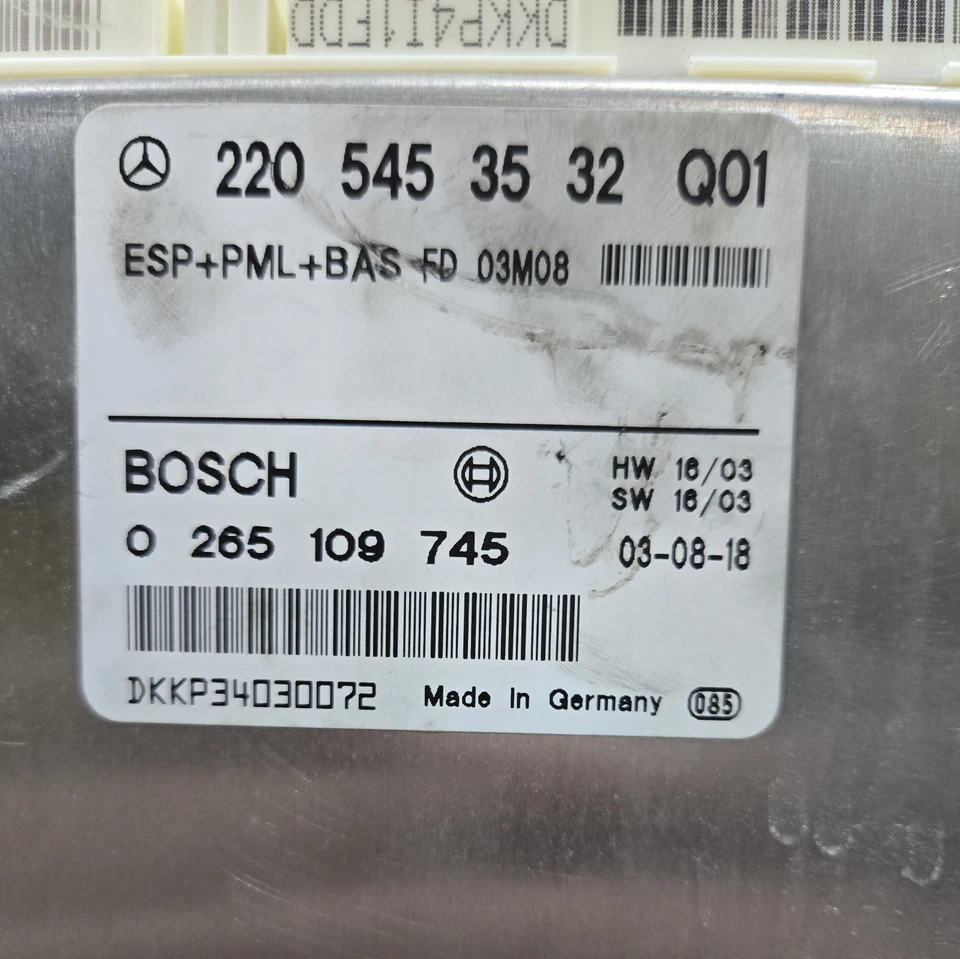 DKKP4I1FDD
220 545 35 32 Q01
ESP+PML+BAS FD 03M08
BOSCH
HW 16/03
SW 16/03
0 265 109 745
03-08-18
DKKP34030072
Made In Germany
085